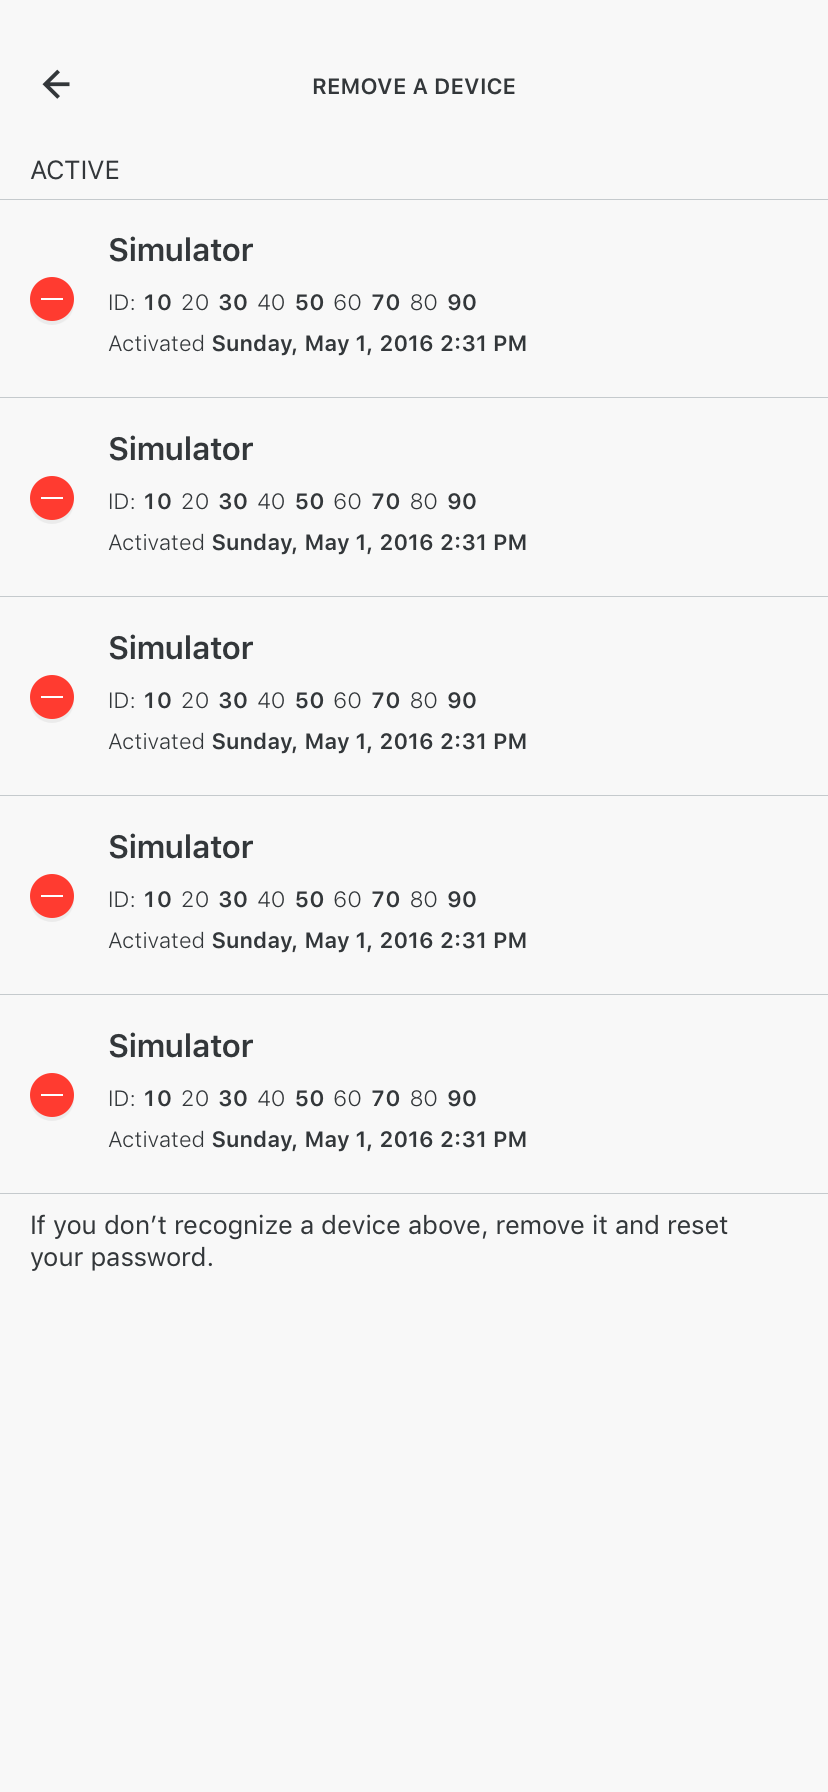 REMOVE A DEVICE
ACTIVE
Simulator
ID: 10 20 30 40 50 60 70 80 90
Activated Sunday, May 1, 2016 2:31 PM
Simulator
ID: 10 20 30 40 50 60 70 80 90
Activated Sunday, May 1, 2016 2:31 PM
Simulator
ID: 10 20 30 40 50 60 70 80 90
Activated Sunday, May 1, 2016 2:31 PM
Simulator
ID: 10 20 30 40 50 60 70 80 90
Activated Sunday, May 1, 2016 2:31 PM
Simulator
ID: 10 20 30 40 50 60 70 80 90
Activated Sunday, May 1, 2016 2:31 PM
If you don’t recognize a device above, remove it and reset
your password.